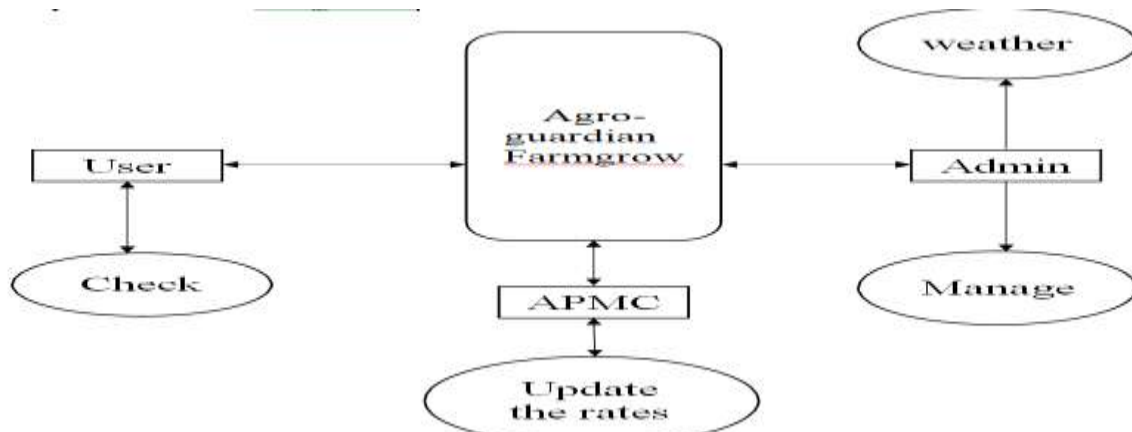 weather
Agro-
guardian
Farmgrow
User
Admin
Check
Manage
APMC
Update
the rates